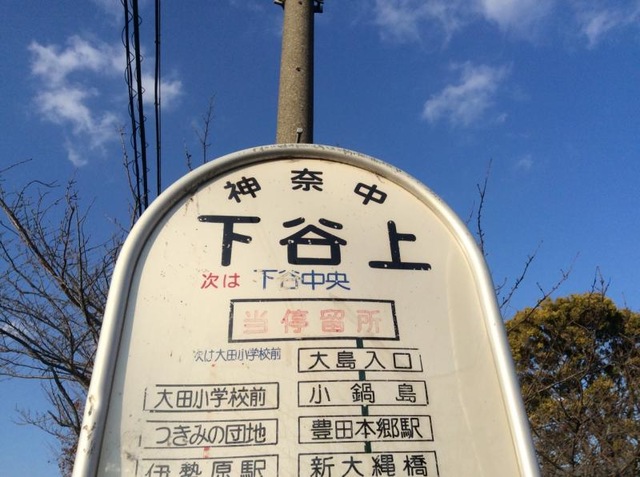 神奈中
下谷上
次は 下谷中央
当停留所
次は大田小学校前
大島入口
大田小学校前
小鍋島
つきみの団地
豊田本郷駅
伊勢原駅
新大縄橋